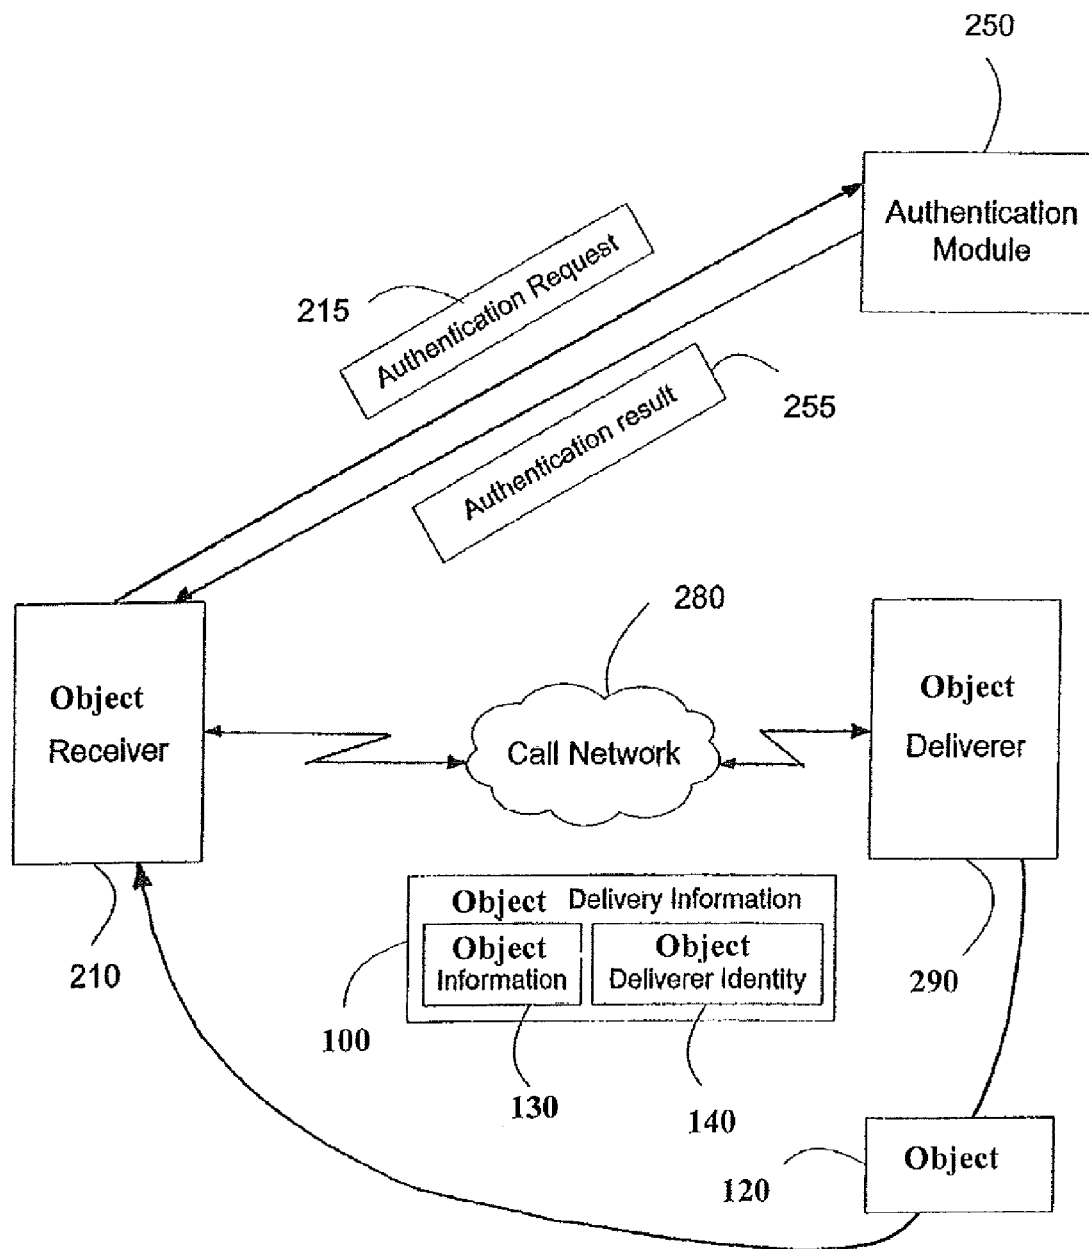 250
Authentication
Module
215
Authentication Request
Authentication result
255
280
Object
Receiver
Call Network
Object
Deliverer
210
Object Delivery Information
Object
Information
Object
Deliverer Identity
290
100
130
140
120
Object